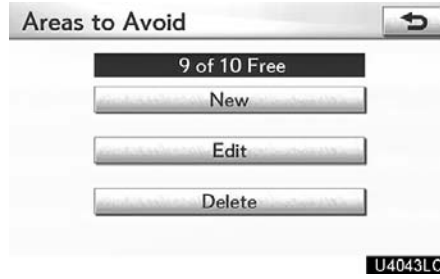 Areas to Avoid
9 of 10 Free
New
Edit
Delete
U4043LC